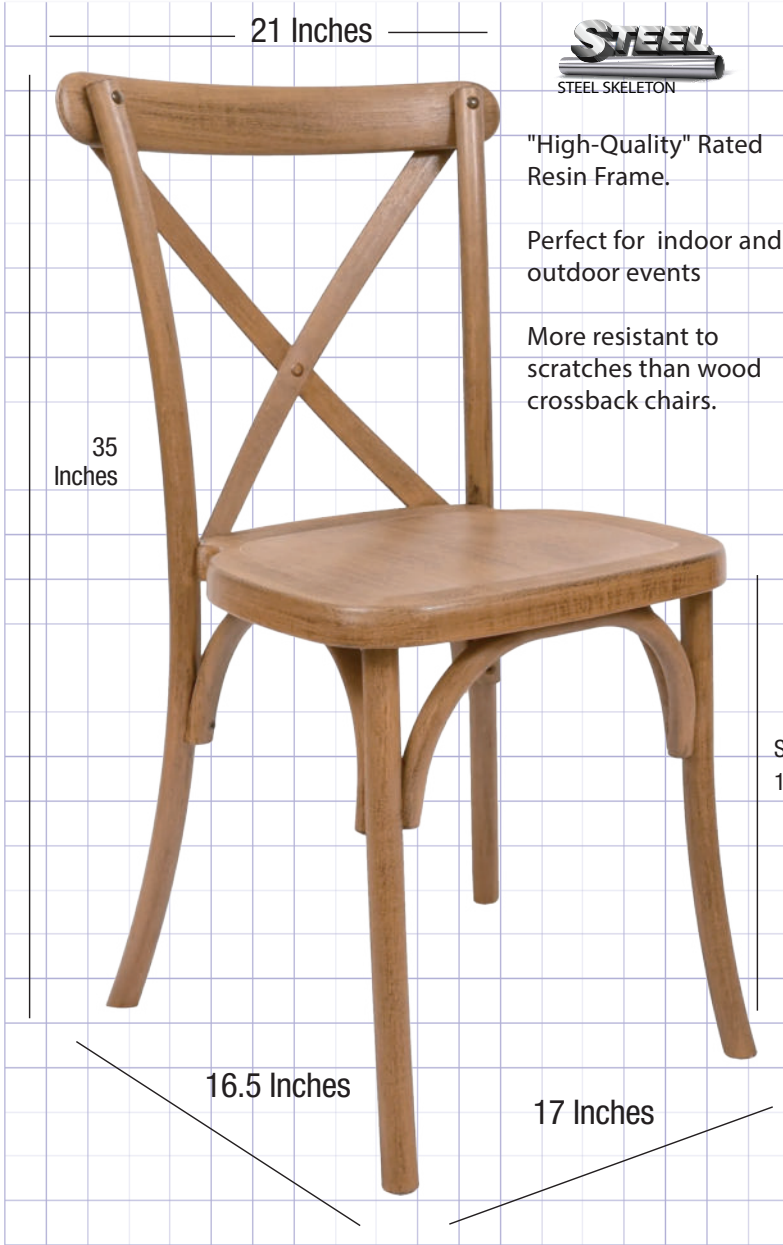 21 Inches
STEEL
STEEL SKELETON
"High-Quality" Rated
Resin Frame.
Perfect for indoor and
outdoor events
More resistant to
scratches than wood
crossback chairs.
35
Inches
16.5 Inches
17 Inches